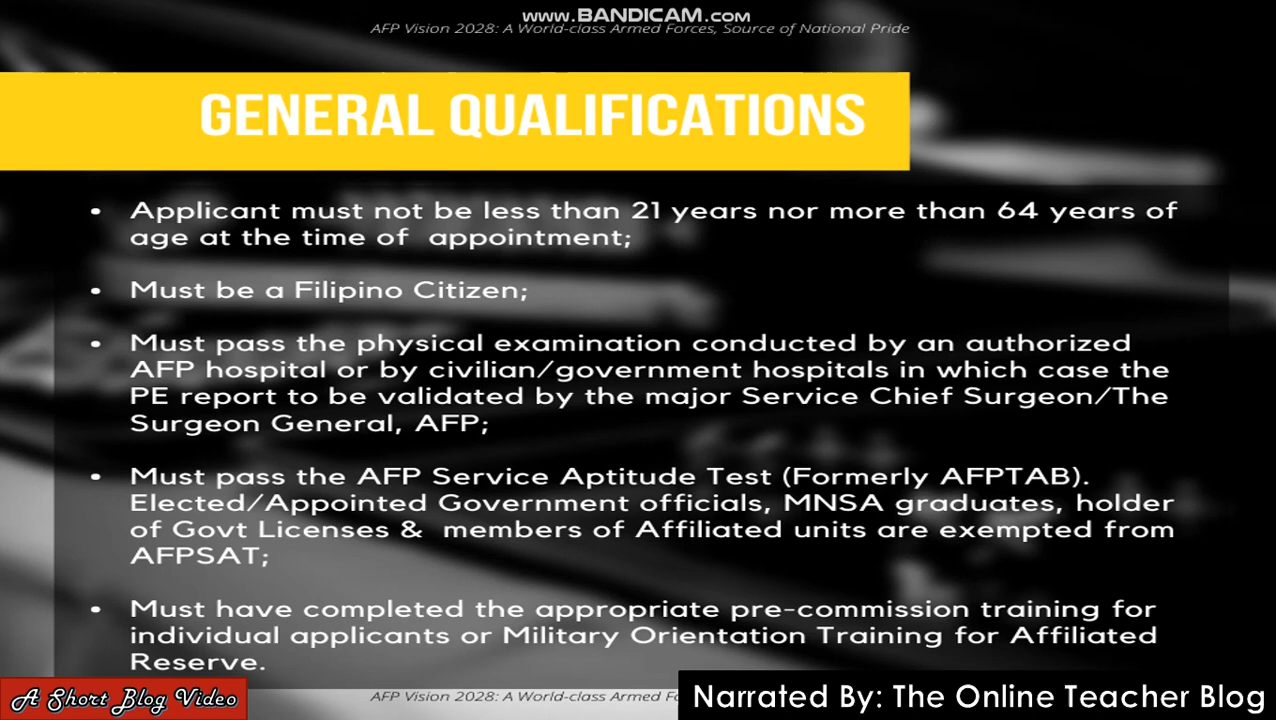 www.BANDICAM.com
AFP Vision 2028: A World-class Armed Forces, Source of National Pride
GENERAL QUALIFICATIONS
• Applicant must not be less than 21 years nor more than 64 years of
age at the time of appointment;
• Must be a Filipino Citizen;
• Must pass the physical examination conducted by an authorized
AFP hospital or by civilian/government hospitals in which case the
PE report to be validated by the major Service Chief Surgeon/The
Surgeon General, AFP;
• Must pass the AFP Service Aptitude Test (Formerly AFPTAB).
Elected/Appointed Government officials, MNSA graduates, holder
of Govt Licenses & members of Affiliated units are exempted from
AFPSAT;
• Must have completed the appropriate pre-commission training for
individual applicants or Military Orientation Training for Affiliated
Reserve.
A Short Blog Video
AFP Vision 2028: A World-class Armed
Narrated By: The Online Teacher Blog